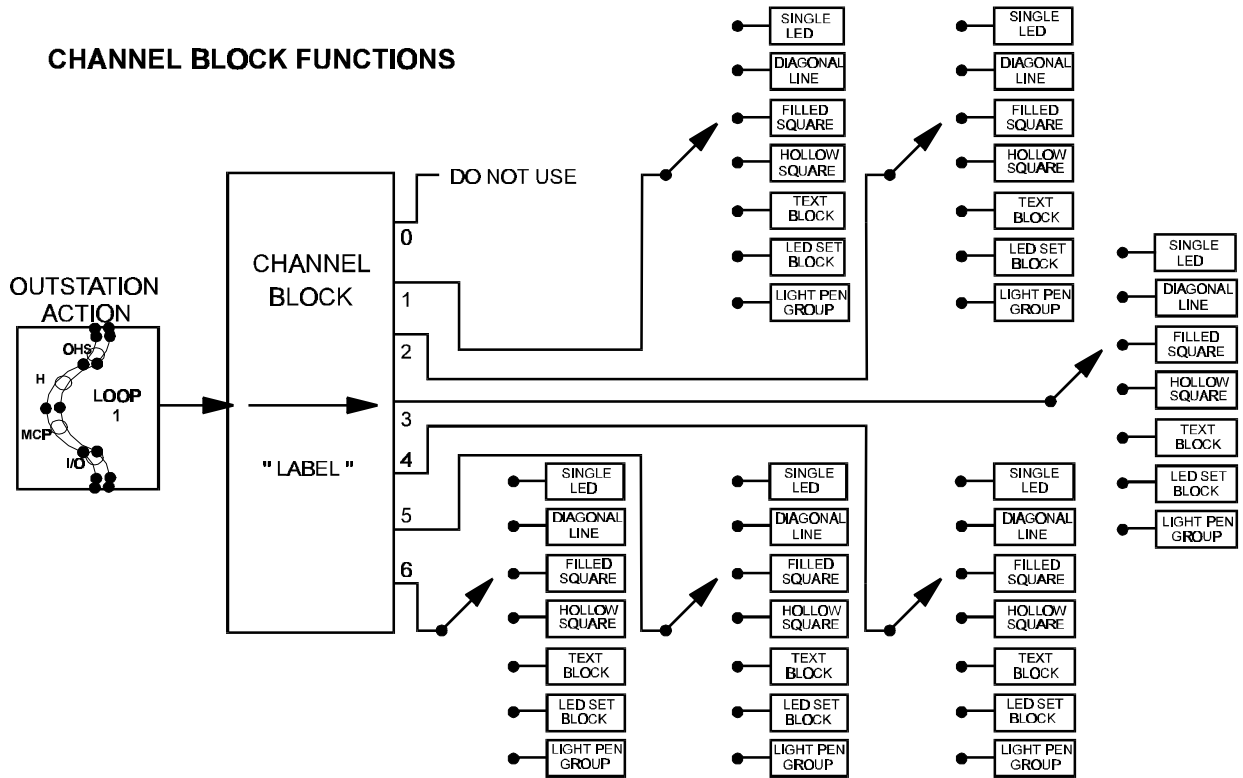 CHANNEL BLOCK FUNCTIONS
SINGLE
LED
DIAGONAL
LINE
FILLED
SQUARE
HOLLOW
SQUARE
TEXT
BLOCK
LED SET
BLOCK
LIGHT PEN
GROUP
SINGLE
LED
DIAGONAL
LINE
FILLED
SQUARE
HOLLOW
SQUARE
TEXT
BLOCK
LED SET
BLOCK
LIGHT PEN
GROUP
DO NOT USE
OUTSTATION
ACTION
OHS
H
LOOP
1
MCP
I/O
CHANNEL
BLOCK
" LABEL "
0
1
2
3
4
5
6
SINGLE
LED
DIAGONAL
LINE
FILLED
SQUARE
HOLLOW
SQUARE
TEXT
BLOCK
LED SET
BLOCK
LIGHT PEN
GROUP
SINGLE
LED
DIAGONAL
LINE
FILLED
SQUARE
HOLLOW
SQUARE
TEXT
BLOCK
LED SET
BLOCK
LIGHT PEN
GROUP
SINGLE
LED
DIAGONAL
LINE
FILLED
SQUARE
HOLLOW
SQUARE
TEXT
BLOCK
LED SET
BLOCK
LIGHT PEN
GROUP
SINGLE
LED
DIAGONAL
LINE
FILLED
SQUARE
HOLLOW
SQUARE
TEXT
BLOCK
LED SET
BLOCK
LIGHT PEN
GROUP